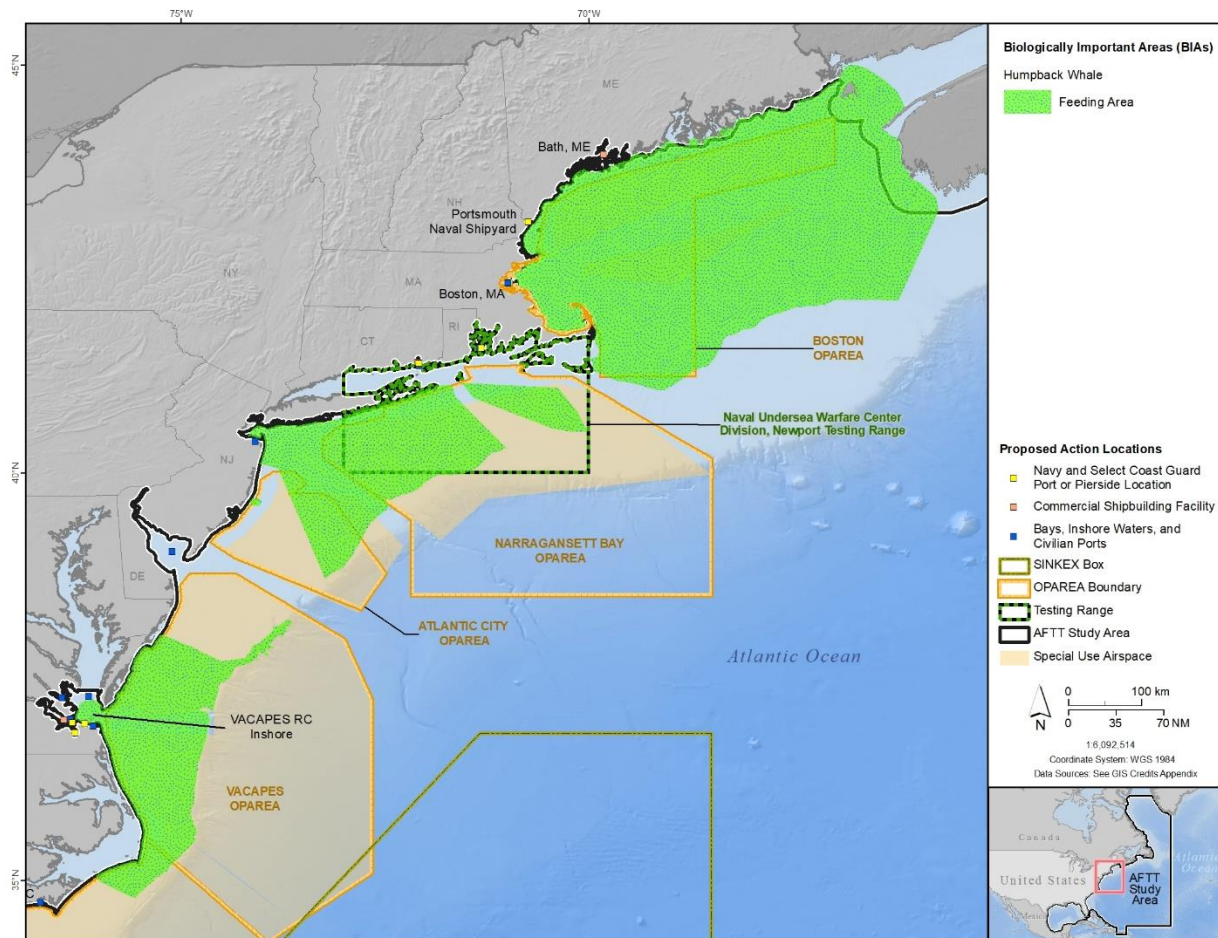 75°W
70°W
45°N
40°N
35°N
ME
Bath, ME
NH
Portsmouth
Naval Shipyard
NY
MA
Boston, MA
CT
RI
BOSTON
OPAREA
Naval Undersea Warfare Center
Division, Newport Testing Range
NJ
NARRAGANSETT BAY
OPAREA
DE
ATLANTIC CITY
OPAREA
Atlantic Ocean
VACAPES RC
Inshore
VACAPES
OPAREA
C
Biologically Important Areas (BIAs)
Humpback Whale
Feeding Area
Proposed Action Locations
Navy and Select Coast Guard
Port or Pierside Location
Commercial Shipbuilding Facility
Bays, Inshore Waters, and
Civilian Ports
SINKEX Box
OPAREA Boundary
Testing Range
AFTT Study Area
Special Use Airspace
N
0 100 km
0 35 70 NM
1:6,092,514
Coordinate System: WGS 1984
Data Sources: See GIS Credits Appendix
Canada
United States
Mexico
Atlantic
Ocean
AFTT
Study
Area